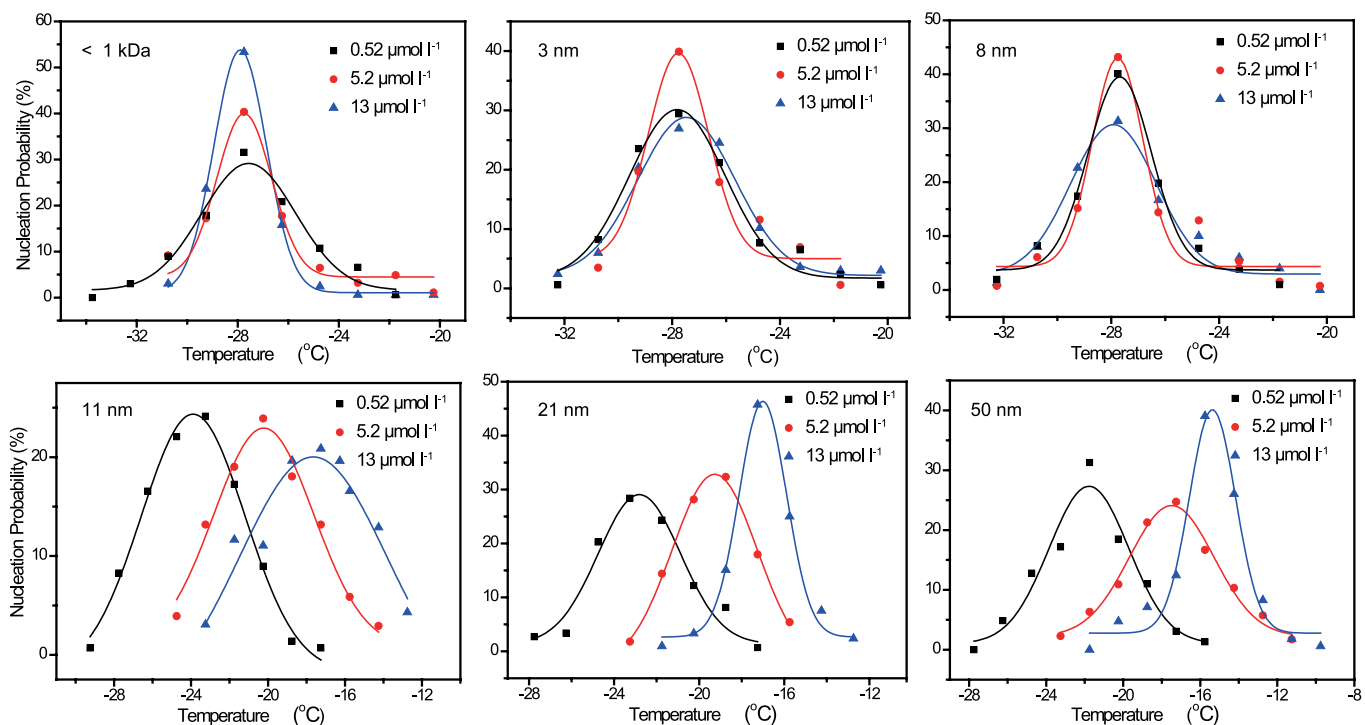 < 1 kDa
0.52 µmol l⁻¹
5.2 µmol l⁻¹
13 µmol l⁻¹
Nucleation Probability (%)
60
50
40
30
20
10
0
-32 -28 -24 -20
Temperature (°C)
3 nm
0.52 µmol l⁻¹
5.2 µmol l⁻¹
13 µmol l⁻¹
40
30
20
10
0
-32 -28 -24 -20
Temperature (°C)
8 nm
0.52 µmol l⁻¹
5.2 µmol l⁻¹
13 µmol l⁻¹
50
40
30
20
10
0
-32 -28 -24 -20
Temperature (°C)
11 nm
0.52 µmol l⁻¹
5.2 µmol l⁻¹
13 µmol l⁻¹
Nucleation Probability (%)
20
10
0
-28 -24 -20 -16 -12
Temperature (°C)
21 nm
0.52 µmol l⁻¹
5.2 µmol l⁻¹
13 µmol l⁻¹
50
40
30
20
10
0
-28 -24 -20 -16 -12
Temperature (°C)
50 nm
0.52 µmol l⁻¹
5.2 µmol l⁻¹
13 µmol l⁻¹
40
30
20
10
0
-28 -24 -20 -16 -12 -8
Temperature (°C)